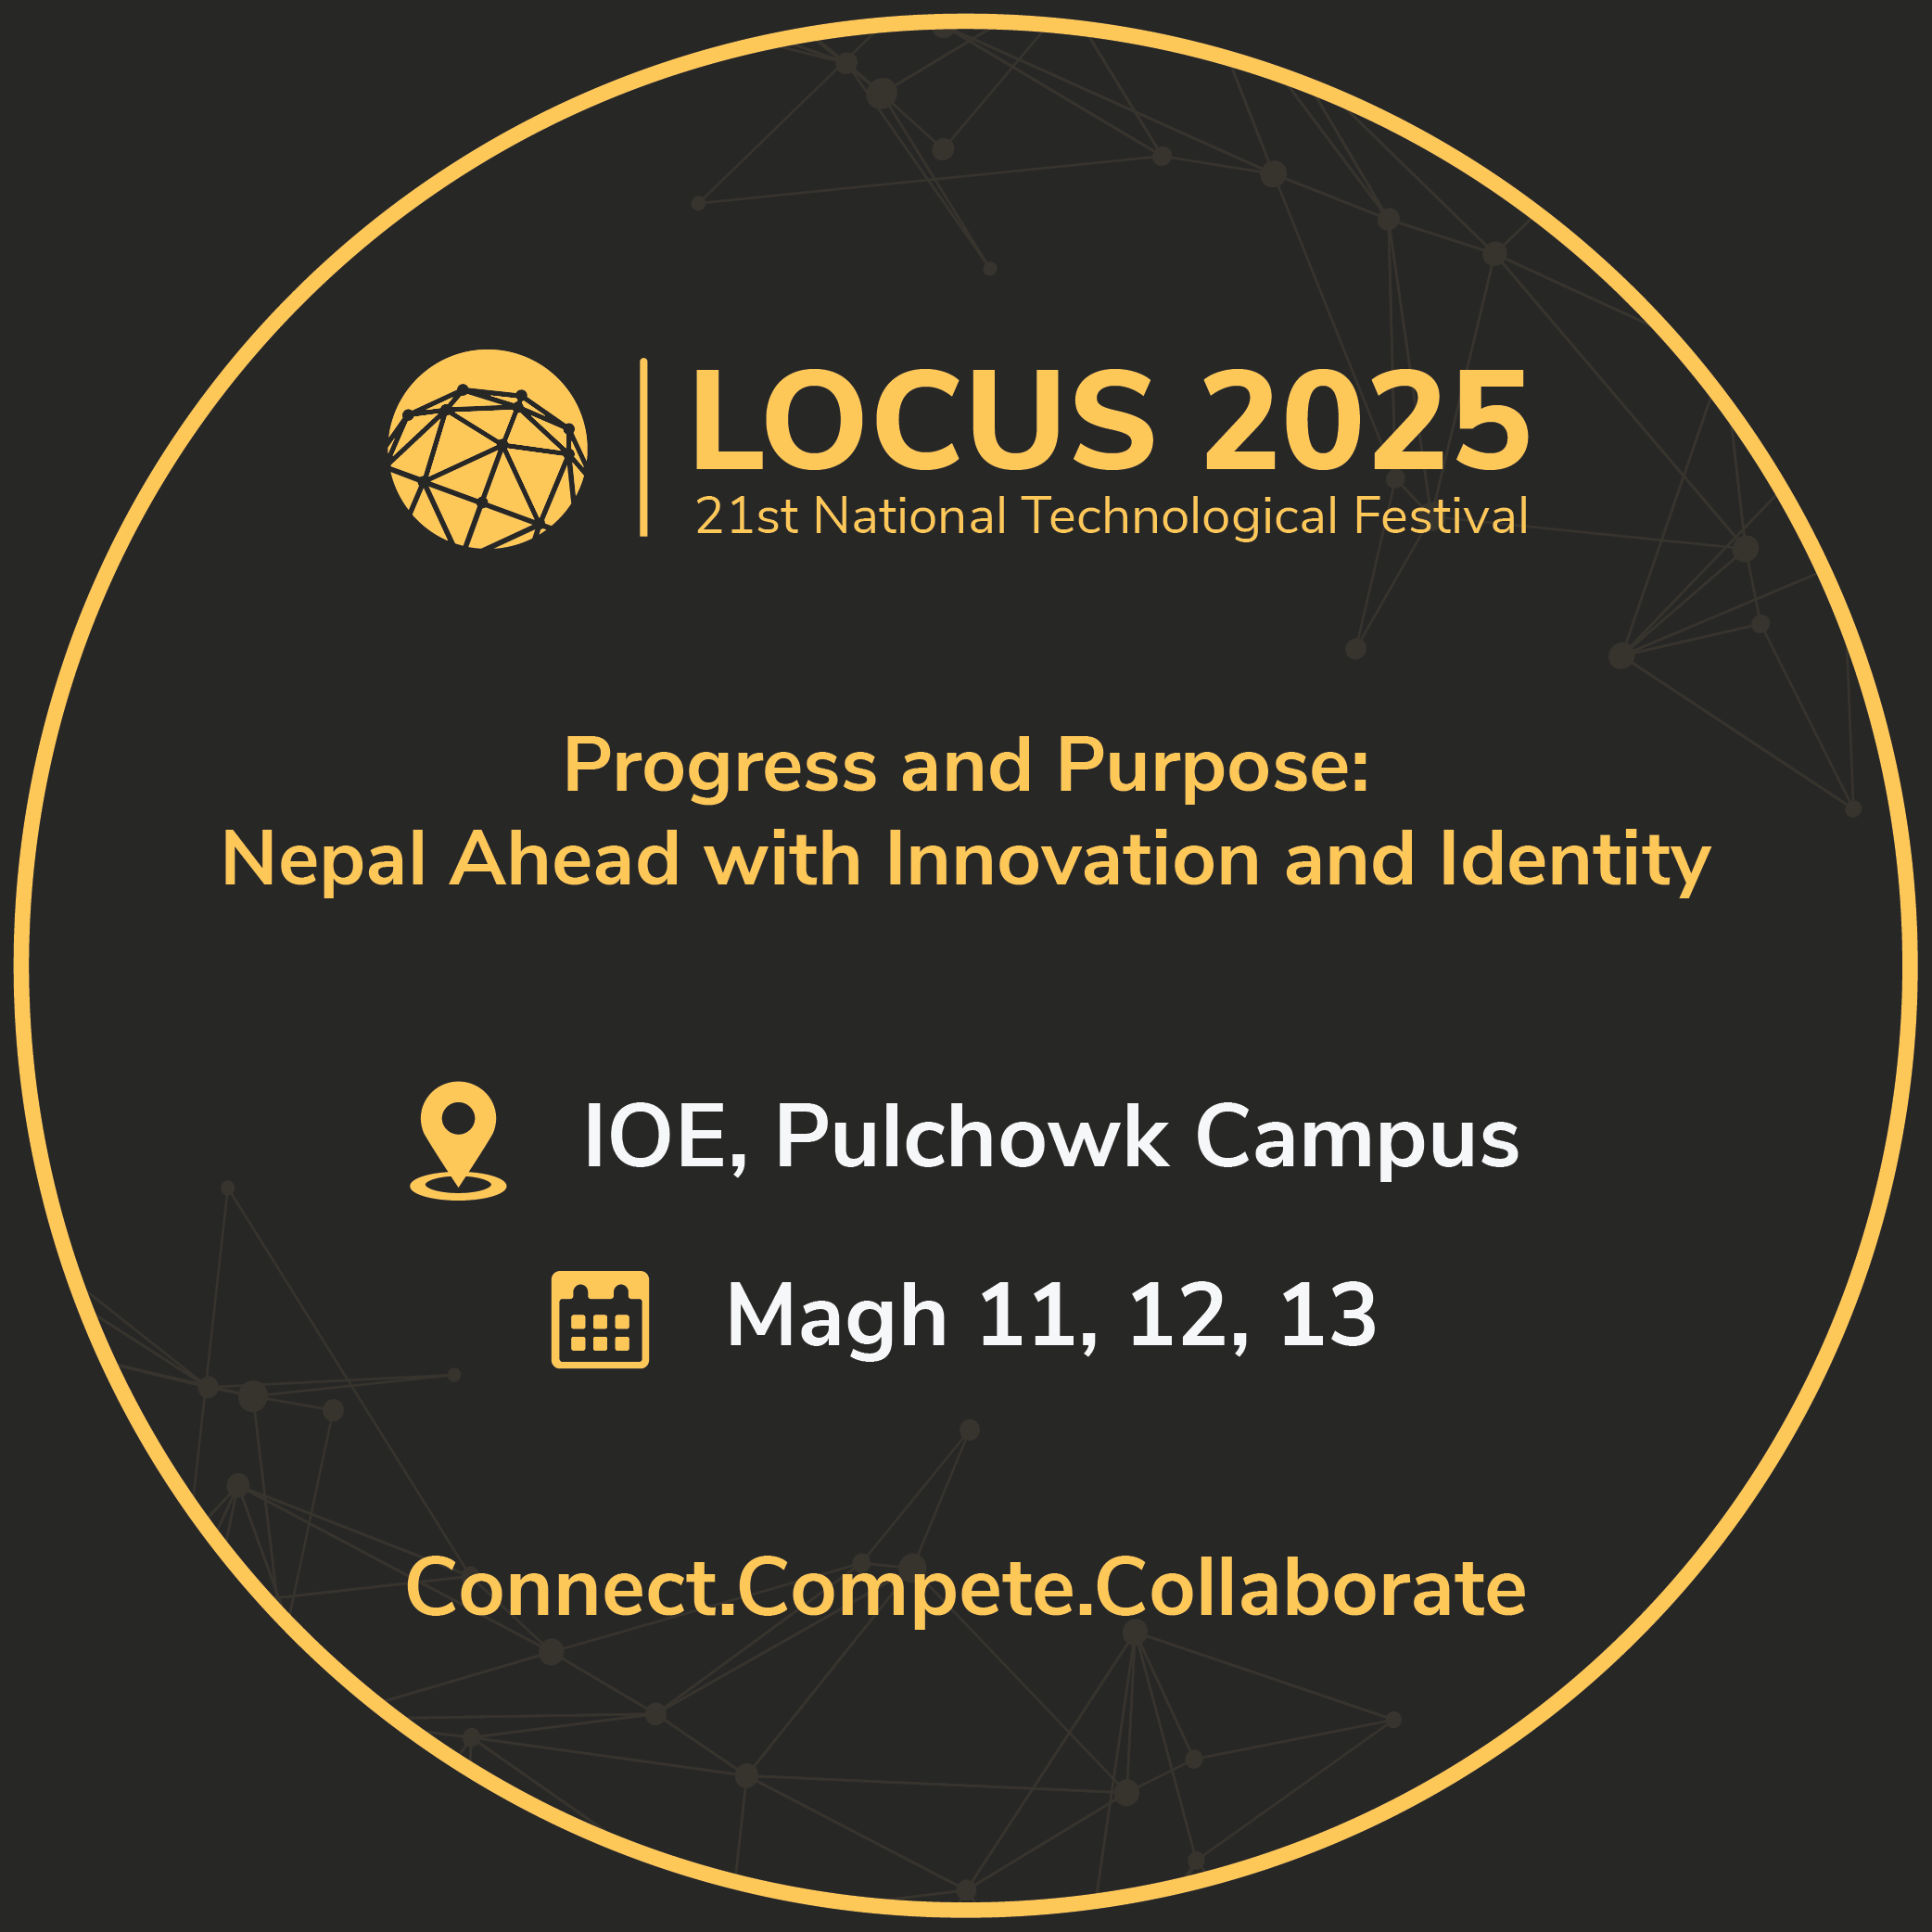 LOCUS 2025
21st National Technological Festival
Progress and Purpose:
Nepal Ahead with Innovation and Identity
IOE, Pulchowk Campus
Magh 11, 12, 13
Connect.Compete.Collaborate